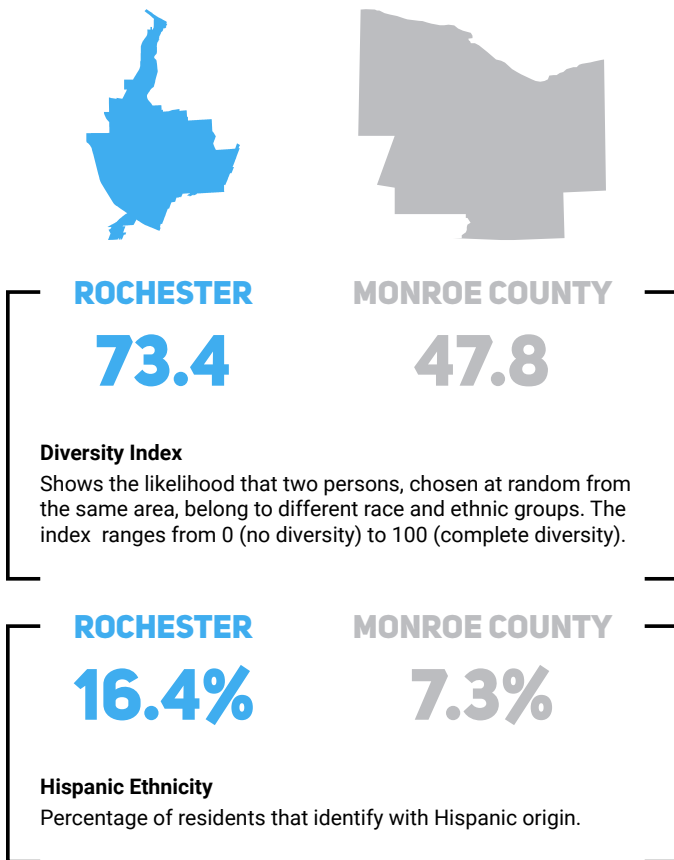 ROCHESTER MONROE COUNTY
73.4 47.8
Diversity Index
Shows the likelihood that two persons, chosen at random from
the same area, belong to different race and ethnic groups. The
index ranges from 0 (no diversity) to 100 (complete diversity).
ROCHESTER MONROE COUNTY
16.4% 7.3%
Hispanic Ethnicity
Percentage of residents that identify with Hispanic origin.